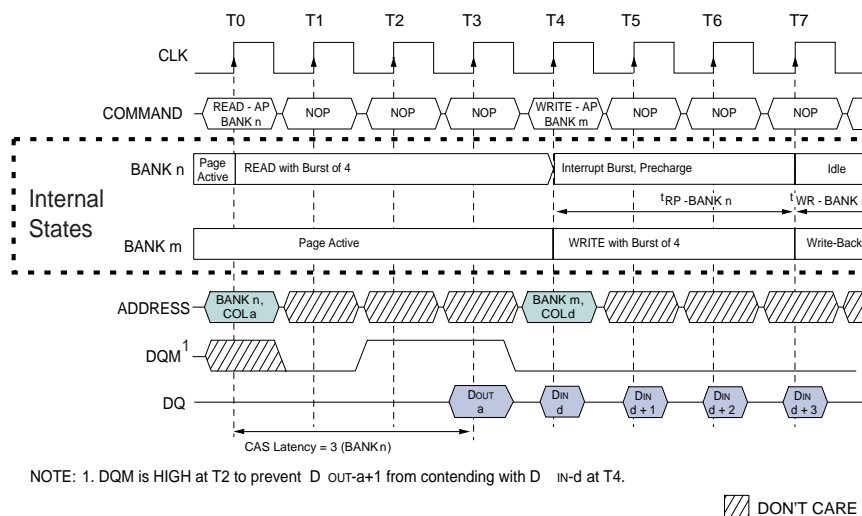 T0 T1 T2 T3 T4 T5 T6 T7
CLK
COMMAND
READ - AP
BANK n
NOP
NOP
NOP
WRITE - AP
BANK m
NOP
NOP
NOP
Internal
States
BANK n
Page
Active
READ with Burst of 4
Interrupt Burst, Precharge
Idle
tRP -BANK n
tWR - BANK
BANK m
Page Active
WRITE with Burst of 4
Write-Back
ADDRESS
BANK n,
COL a
BANK m,
COL d
DQM 1
DQ
DOUT
a
DIN
d
DIN
d + 1
DIN
d + 2
DIN
d + 3
CAS Latency = 3 (BANK n)
NOTE: 1. DQM is HIGH at T2 to prevent D OUT-a+1 from contending with D IN-d at T4.
DON'T CARE